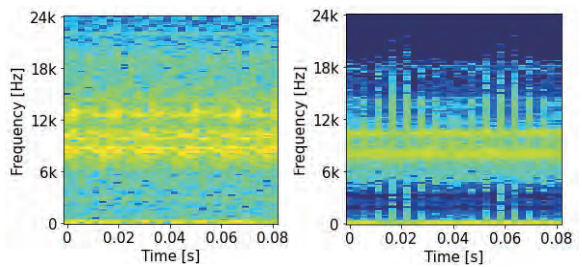 24k 24k
18k 18k
12k 12k
6k 6k
0 0
Frequency [Hz] Frequency [Hz]
0 0.02 0.04 0.06 0.08 0 0.02 0.04 0.06 0.08
Time [s] Time [s]